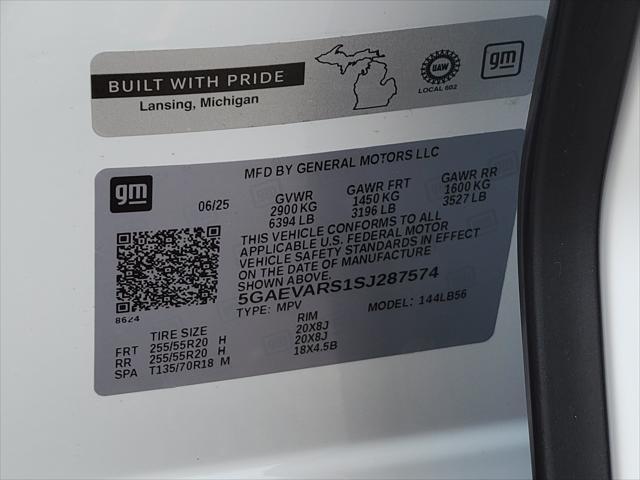 BUILT WITH PRIDE
Lansing, Michigan
UAW
LOCAL 602
gm
MFD BY GENERAL MOTORS LLC
gm
06/25
GVWR GAWR FRT GAWR RR
2900 KG 1450 KG 1600 KG
6394 LB 3196 LB 3527 LB
THIS VEHICLE CONFORMS TO ALL
APPLICABLE U.S. FEDERAL MOTOR
VEHICLE SAFETY STANDARDS IN EFFECT
ON THE DATE OF MANUFACTURE
SHOWN ABOVE.
5GAEVARS1SJ287574
TYPE: MPV MODEL: 144LB56
8624
TIRE SIZE RIM
FRT 255/55R20 H 20X8J
RR 255/55R20 H 20X8J
SPA T135/70R18 M 18X4.5B